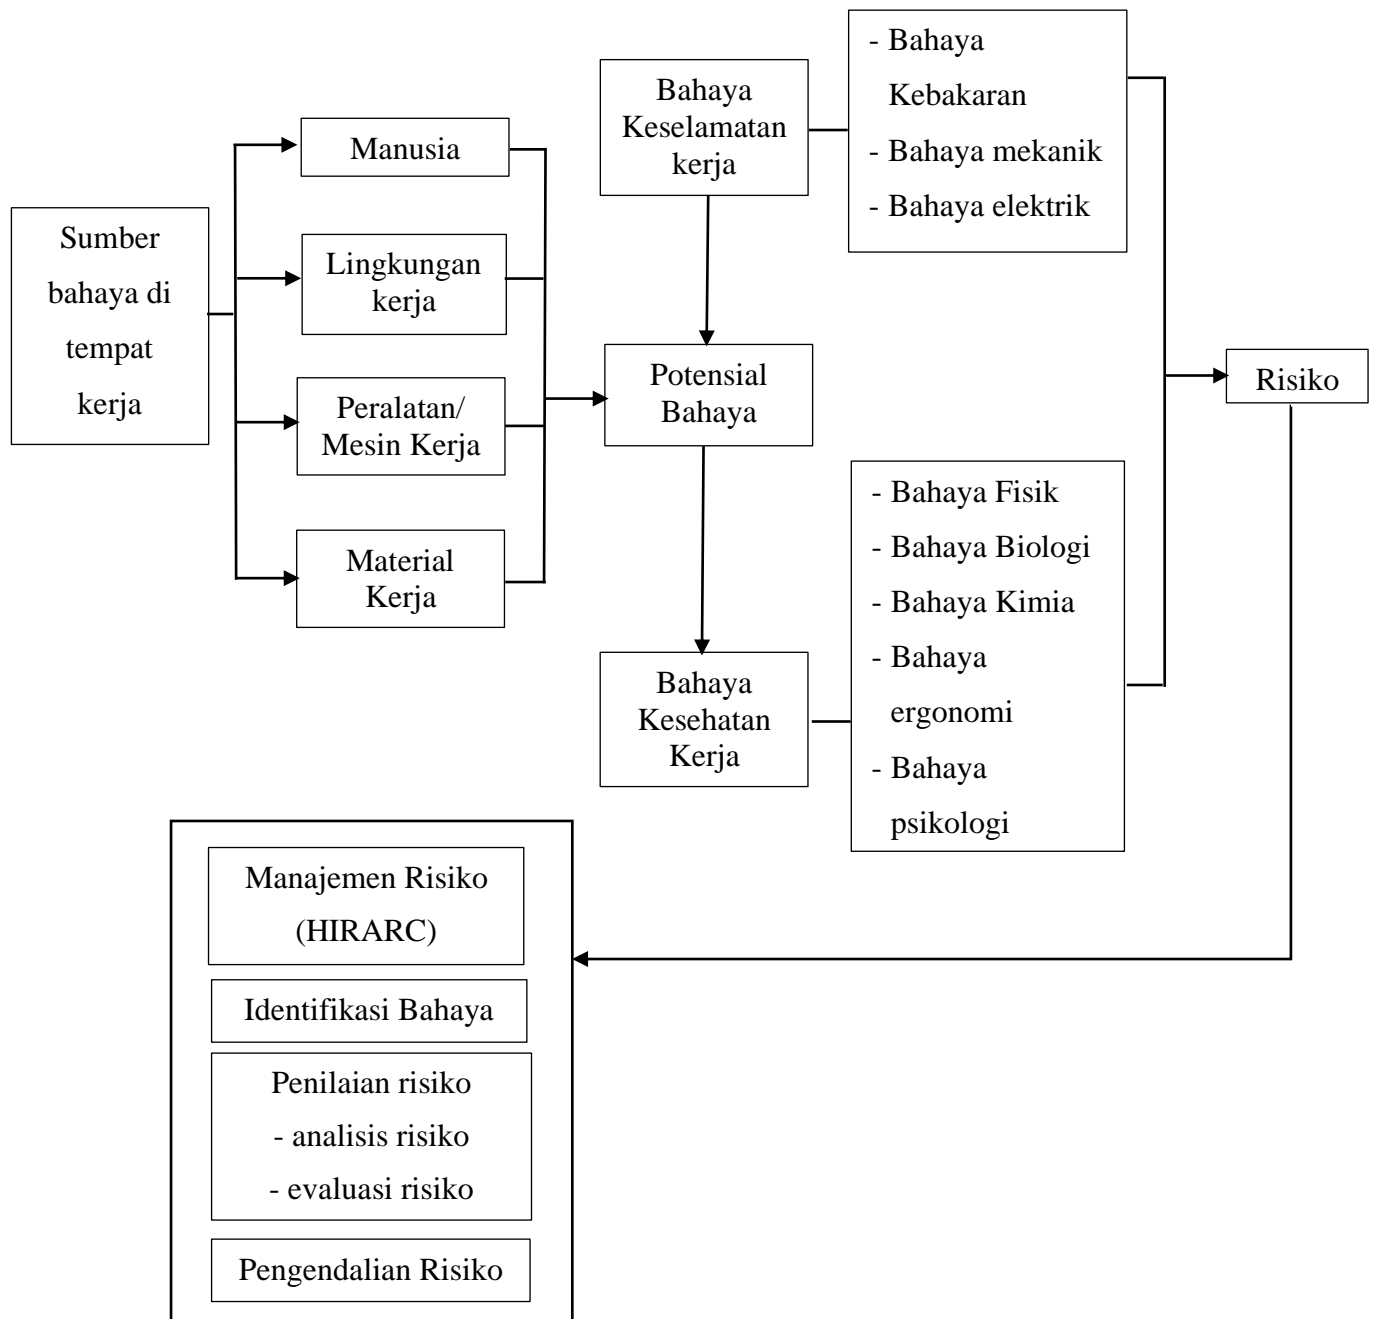 Sumber
bahaya di
tempat
kerja
Manusia
Lingkungan
kerja
Peralatan/
Mesin Kerja
Material
Kerja
Bahaya
Keselamatan
kerja
Potensial
Bahaya
Bahaya
Kesehatan
Kerja
- Bahaya
Kebakaran
- Bahaya mekanik
- Bahaya elektrik
- Bahaya Fisik
- Bahaya Biologi
- Bahaya Kimia
- Bahaya
ergonomi
- Bahaya
psikologi
Risiko
Manajemen Risiko
(HIRARC)
Identifikasi Bahaya
Penilaian risiko
- analisis risiko
- evaluasi risiko
Pengendalian Risiko